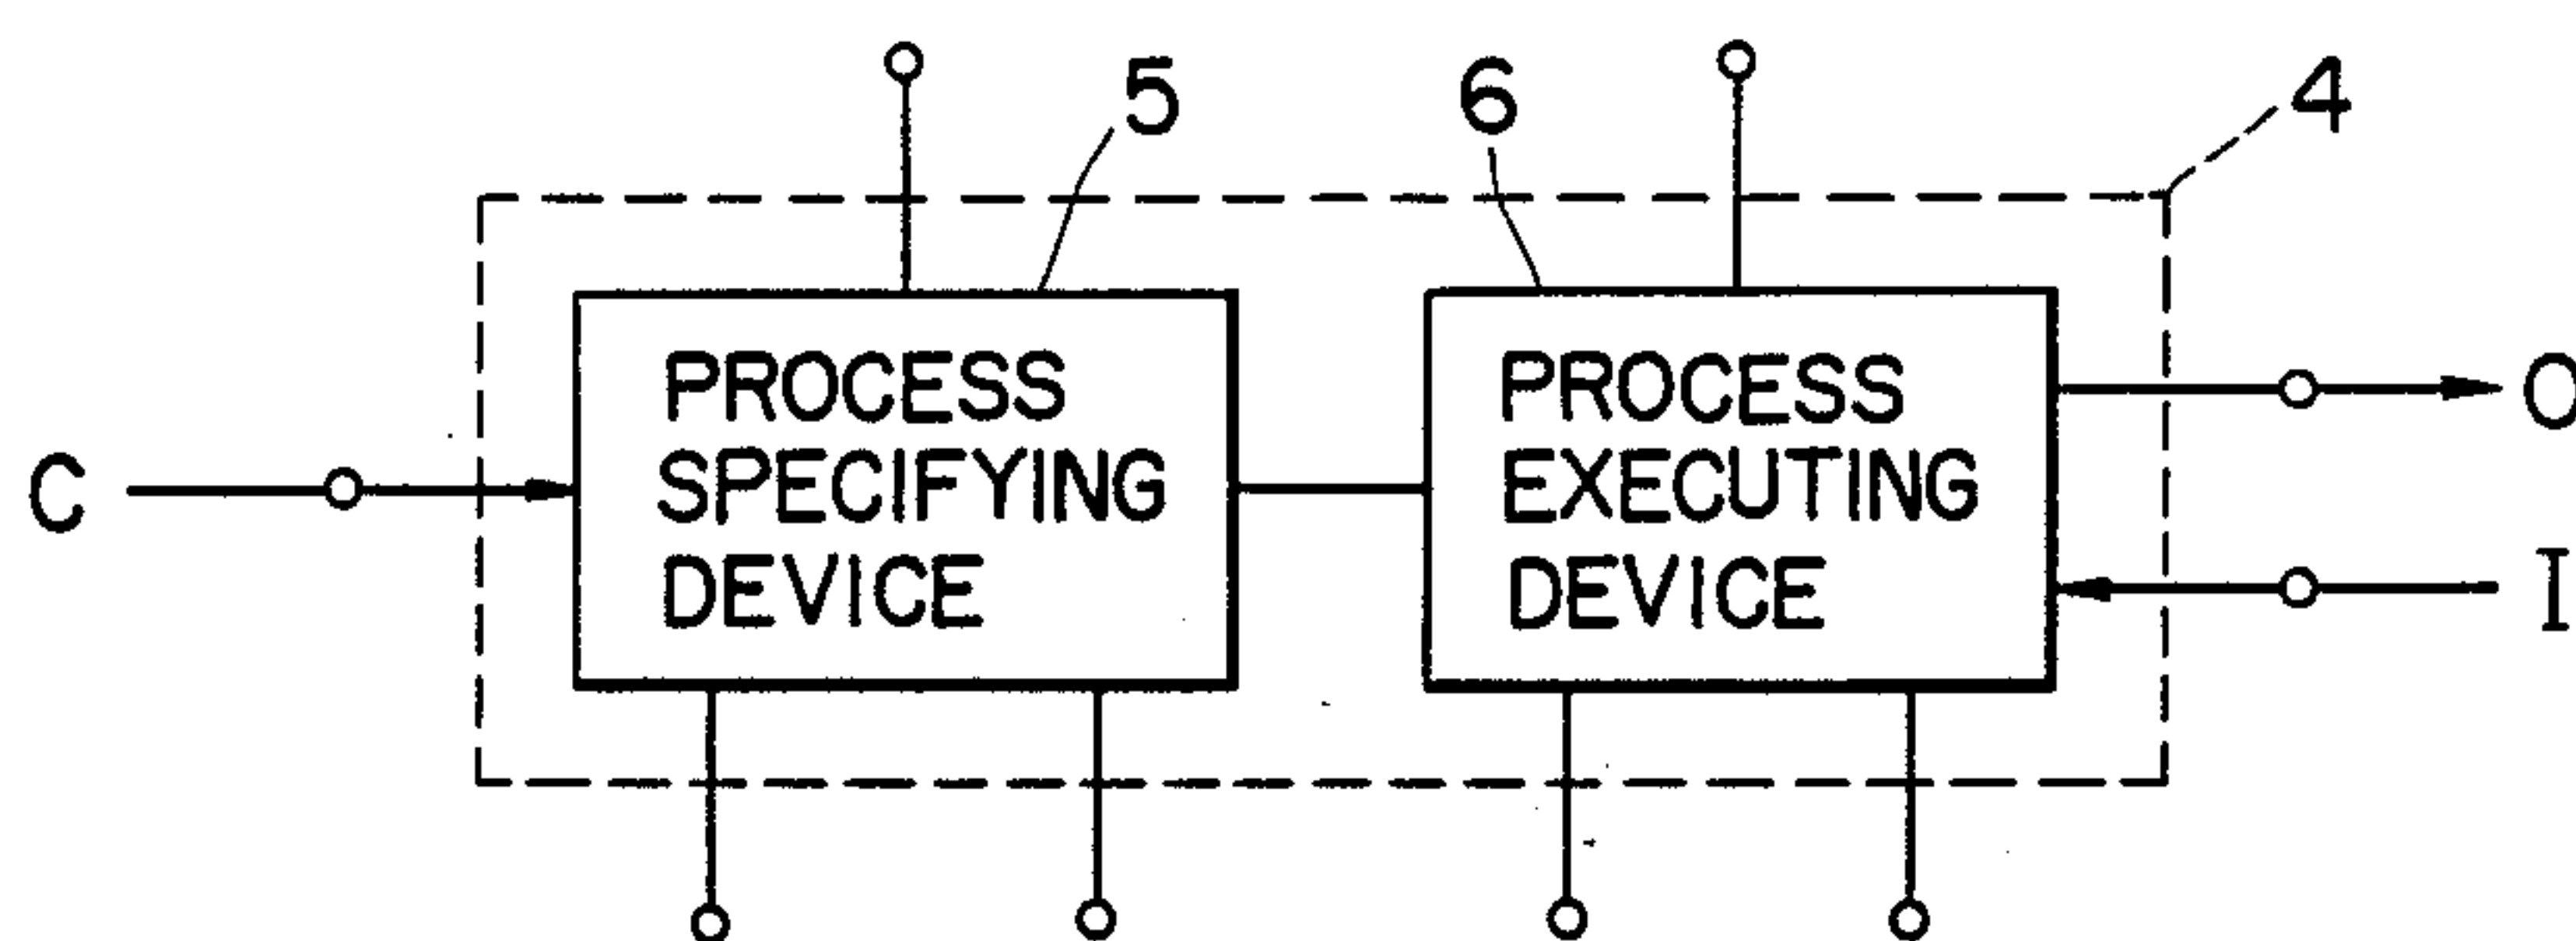 5
6
4
C
PROCESS
SPECIFYING
DEVICE
PROCESS
EXECUTING
DEVICE
O
I